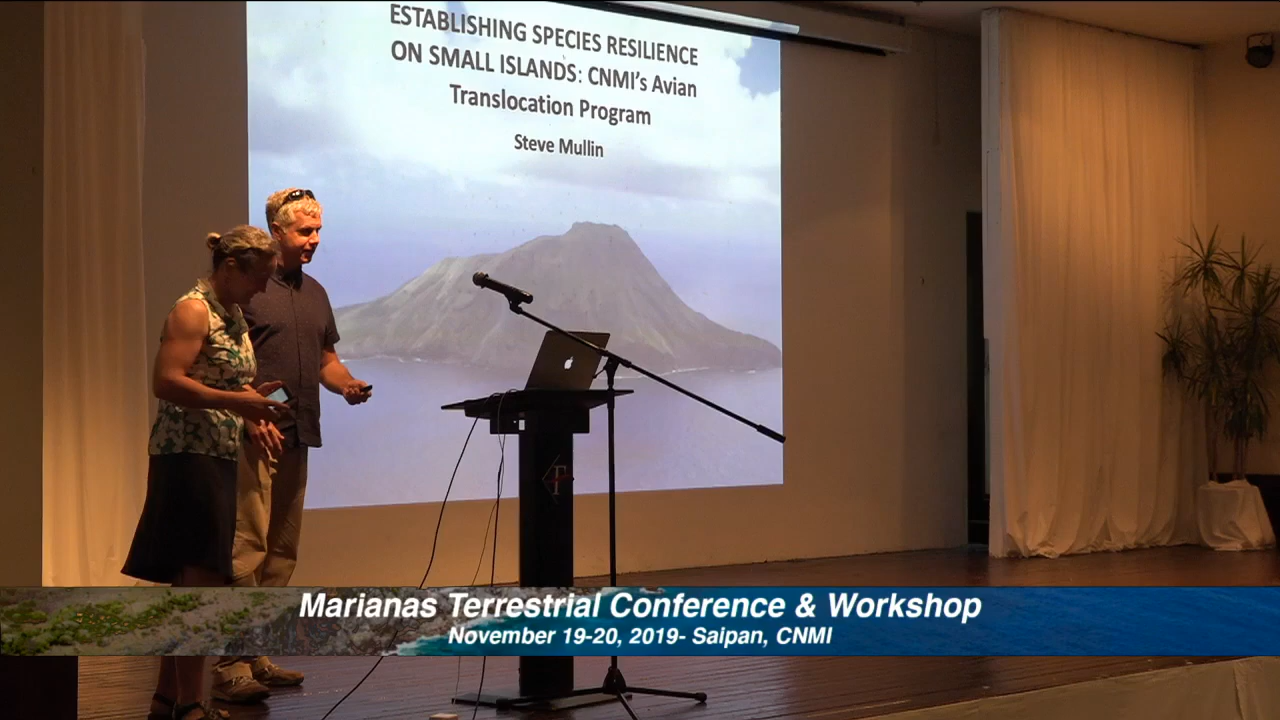 ESTABLISHING SPECIES RESILIENCE
ON SMALL ISLANDS: CNMI's Avian
Translocation Program
Steve Mullin
F
Marianas Terrestrial Conference & Workshop
November 19-20, 2019- Saipan, CNMI